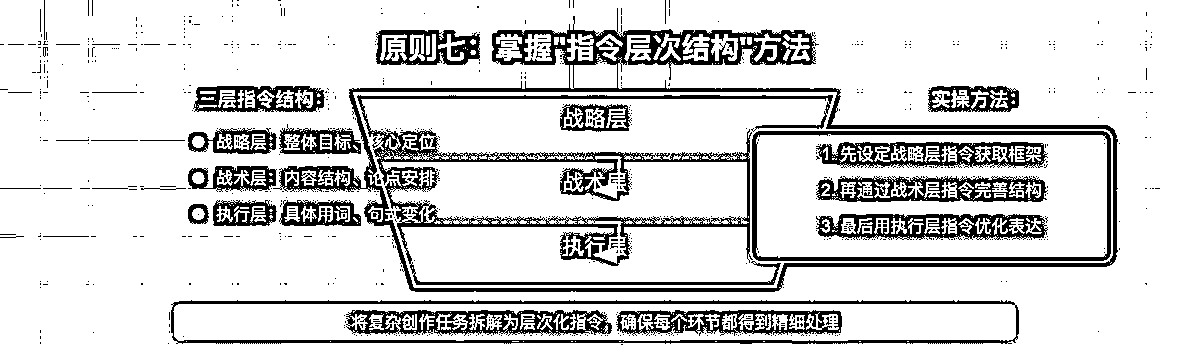 原则七：掌握"指令层次结构"方法
三层指令结构：
战略层：整体目标、核心定位
战术层：内容结构、论点安排
执行层：具体用词、句式变化
战略层
战术层
执行层
实操方法：
1. 先设定战略层指令获取框架
2. 再通过战术层指令完善结构
3. 最后用执行层指令优化表达
将复杂创作任务拆解为层次化指令，确保每个环节都得到精细处理